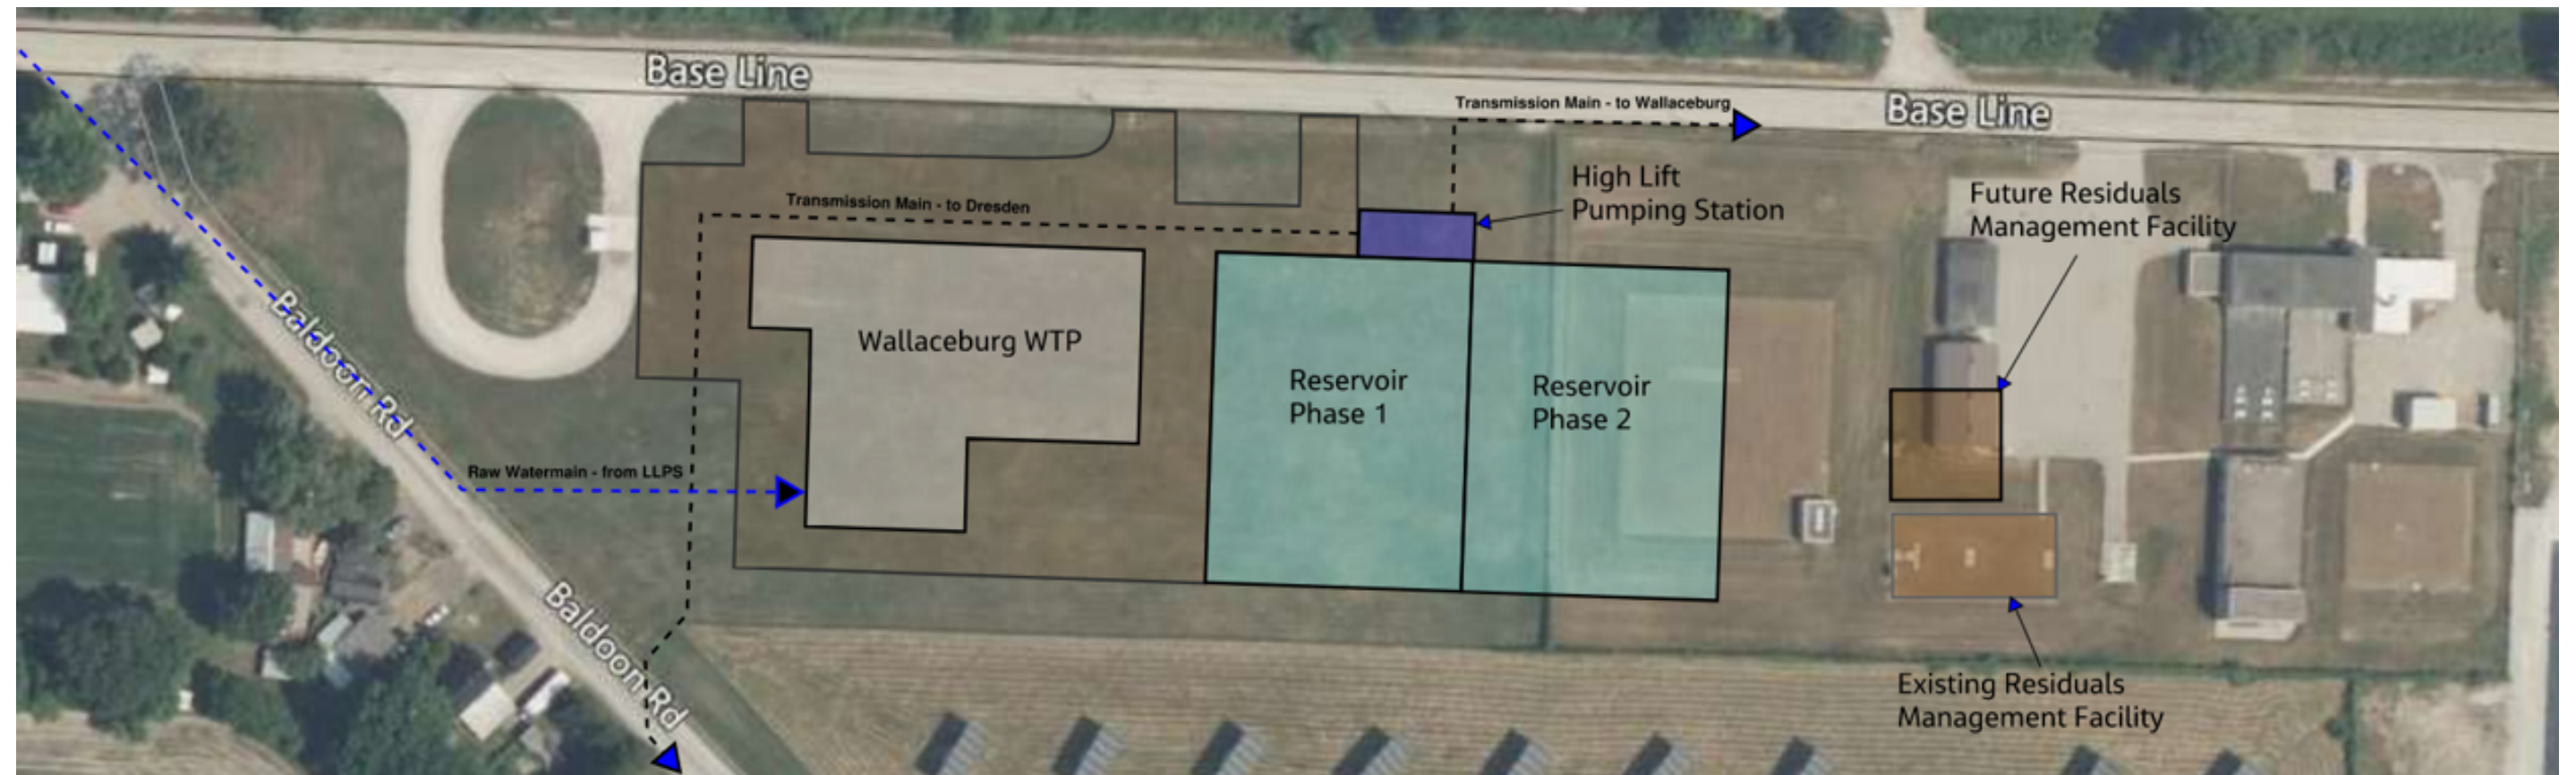 Base Line
Transmission Main - to Wallaceburg
Base Line
High Lift
Pumping Station
Future Residuals
Management Facility
Transmission Main - to Dresden
Wallaceburg WTP
Baldoon Rd
Reservoir
Phase 1
Reservoir
Phase 2
Raw Watermain - from LLPS
Baldoon Rd
Existing Residuals
Management Facility